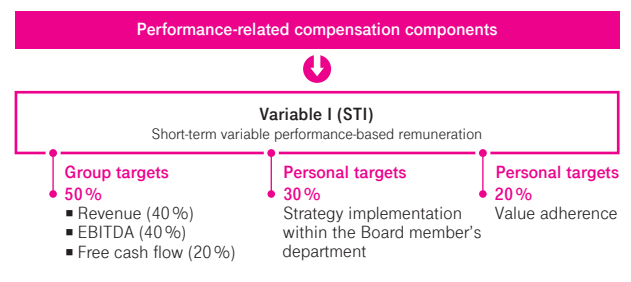 Performance-related compensation components
Variable I (STI)
Short-term variable performance-based remuneration
Group targets
50 %
▪ Revenue (40 %)
▪ EBITDA (40 %)
▪ Free cash flow (20 %)
Personal targets
30 %
Strategy implementation
within the Board member’s
department
Personal targets
20 %
Value adherence